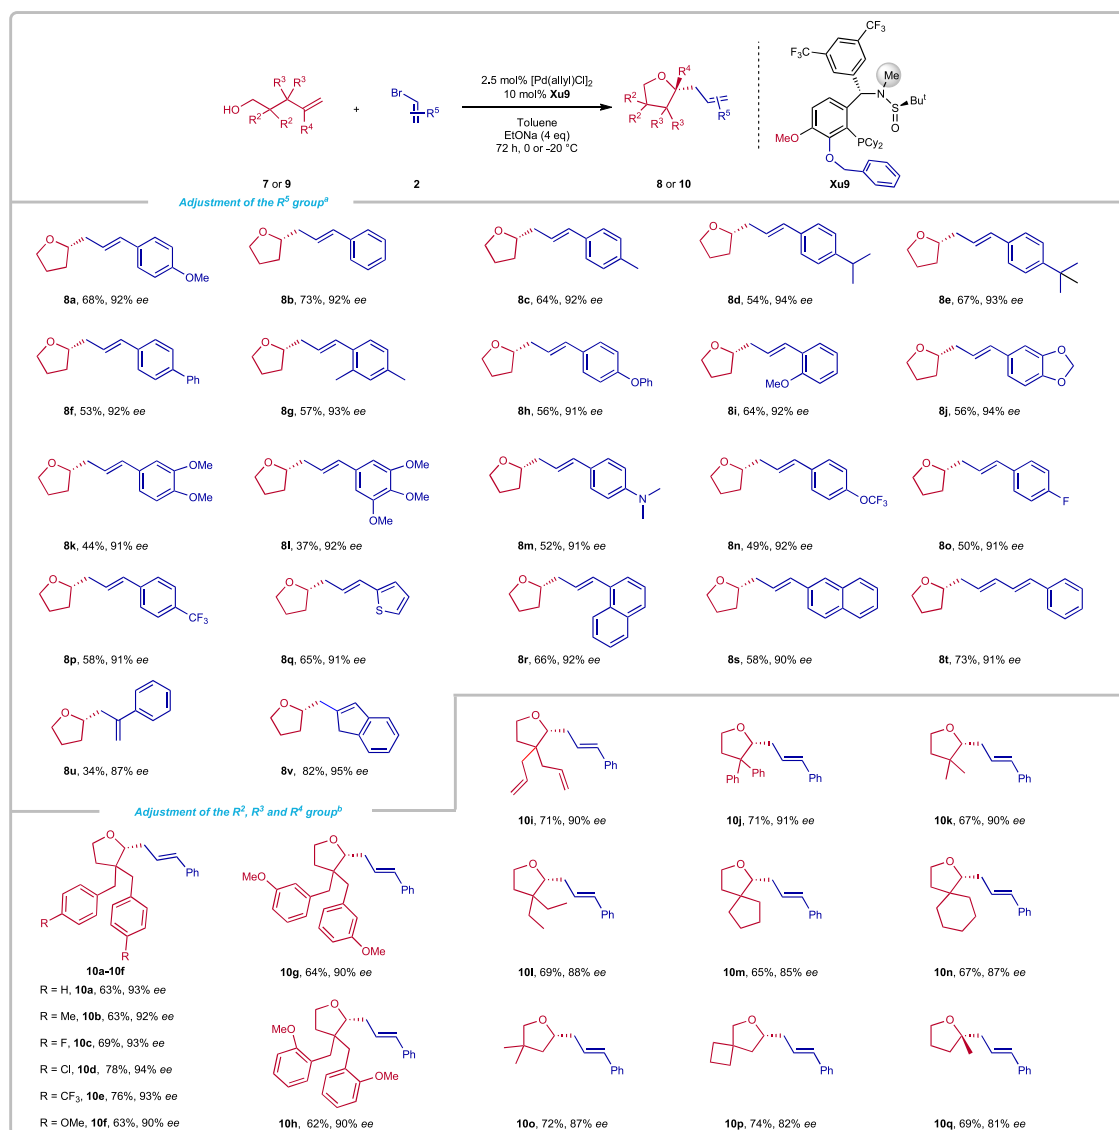 R³ R³
HO
R² R² R⁴
+
Br
R⁵
2.5 mol% [Pd(allyl)Cl]₂
10 mol% Xu9
Toluene
EtONa (4 eq)
72 h, 0 or -20 °C
O R⁴
R² R² R³ R³
R⁵
CF₃
F₃C
Me
N
S
Buᵗ
O
MeO
PCy₂
O
7 or 9
2
8 or 10
Xu9
Adjustment of the R⁵ groupᵃ
O OMe
O
O
O
O
8a, 68%, 92% ee
8b, 73%, 92% ee
8c, 64%, 92% ee
8d, 54%, 94% ee
8e, 67%, 93% ee
O Ph
O
O OPh
O MeO
O O O
8f, 53%, 92% ee
8g, 57%, 93% ee
8h, 56%, 91% ee
8i, 64%, 92% ee
8j, 56%, 94% ee
O OMe OMe
O OMe OMe OMe
O N
O OCF₃
O F
8k, 44%, 91% ee
8l, 37%, 92% ee
8m, 52%, 91% ee
8n, 49%, 92% ee
8o, 50%, 91% ee
O CF₃
O S
O
O
O
8p, 58%, 91% ee
8q, 65%, 91% ee
8r, 66%, 92% ee
8s, 58%, 90% ee
8t, 73%, 91% ee
O
O
8u, 34%, 87% ee
8v, 82%, 95% ee
O Ph
O Ph Ph Ph
O Ph
10i, 71%, 90% ee
10j, 71%, 91% ee
10k, 67%, 90% ee
Adjustment of the R², R³ and R⁴ groupᵇ
O Ph R R
O Ph MeO OMe
O Ph
O Ph
O Ph
10a-10f
10g, 64%, 90% ee
10l, 69%, 88% ee
10m, 65%, 85% ee
10n, 67%, 87% ee
R = H, 10a, 63%, 93% ee
R = Me, 10b, 63%, 92% ee
R = F, 10c, 69%, 93% ee
R = Cl, 10d, 78%, 94% ee
R = CF₃, 10e, 76%, 93% ee
R = OMe, 10f, 63%, 90% ee
O Ph MeO OMe
O Ph
O Ph
O Ph
10h, 62%, 90% ee
10o, 72%, 87% ee
10p, 74%, 82% ee
10q, 69%, 81% ee